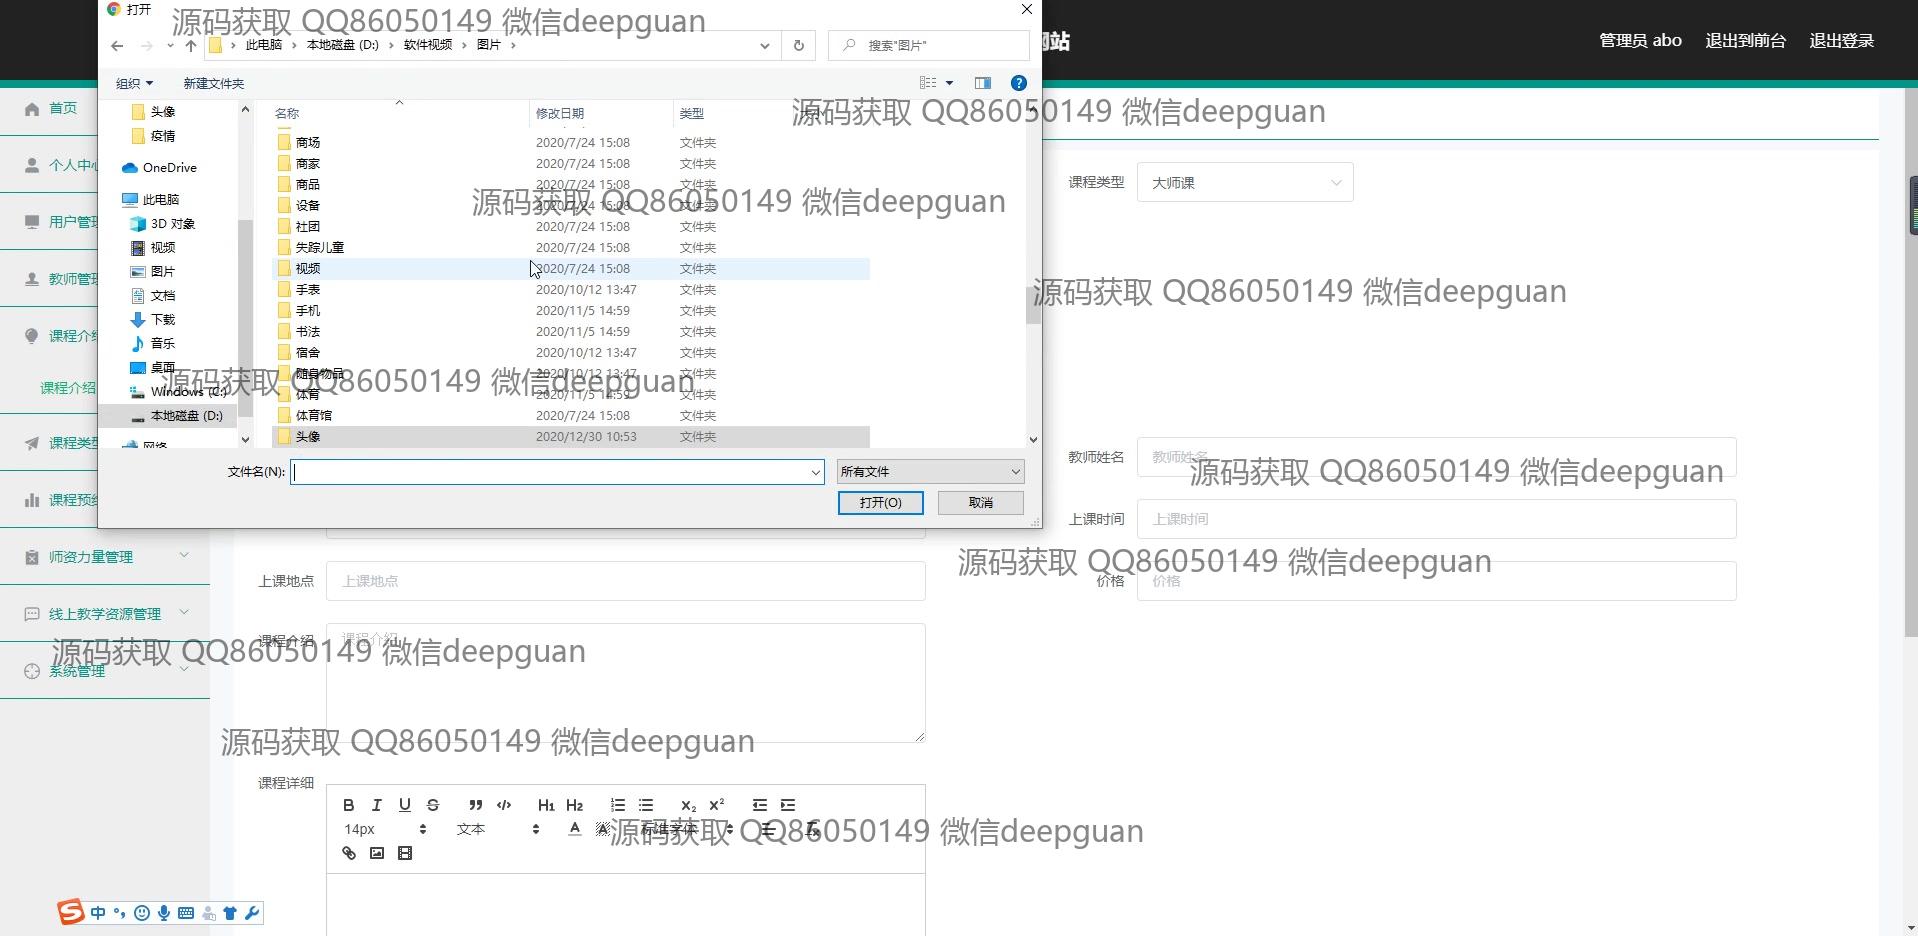 打开
源码获取 QQ86050149 微信deepguan
此电脑 › 本地磁盘 (D:) › 软件视频 › 图片 ›
搜索"图片"
网站
管理员 abo 退出到前台 退出登录
组织 新建文件夹
首页
个人中心
用户管理
教师管理
课程介绍
课程介绍
课程类型
课程预约
师资力量管理
线上教学资源管理
系统管理
头像
疫情
OneDrive
此电脑
3D 对象
视频
图片
文档
下载
音乐
桌面
Windows (C:)
本地磁盘 (D:)
网络
名称 修改日期 类型 大小
源码获取 QQ86050149 微信deepguan
商场 2020/7/24 15:08 文件夹
商家 2020/7/24 15:08 文件夹
商品 2020/7/24 15:08 文件夹
源码获取 QQ86050149 微信deepguan
设备 2020/7/24 15:08 文件夹
社团 2020/7/24 15:08 文件夹
失踪儿童 2020/7/24 15:08 文件夹
视频 2020/7/24 15:08 文件夹
手表 2020/10/12 13:47 文件夹
手机 2020/11/5 14:59 文件夹
书法 2020/11/5 14:59 文件夹
宿舍 2020/10/12 13:47 文件夹
随身物品 2020/10/12 13:47 文件夹
源码获取 QQ86050149 微信deepguan
体育 2020/11/5 14:59 文件夹
体育馆 2020/7/24 15:08 文件夹
头像 2020/12/30 10:53 文件夹
文件名(N): 所有文件
打开(O) 取消
课程类型 大师课
源码获取 QQ86050149 微信deepguan
教师姓名 教师姓名
源码获取 QQ86050149 微信deepguan
上课时间 上课时间
源码获取 QQ86050149 微信deepguan
上课地点 上课地点
价格 价格
课程介绍 课程介绍
源码获取 QQ86050149 微信deepguan
源码获取 QQ86050149 微信deepguan
课程详细
B I U S H1 H2 X2 X2
14px 文本 A A 标准字体
源码获取 QQ86050149 微信deepguan
S 中